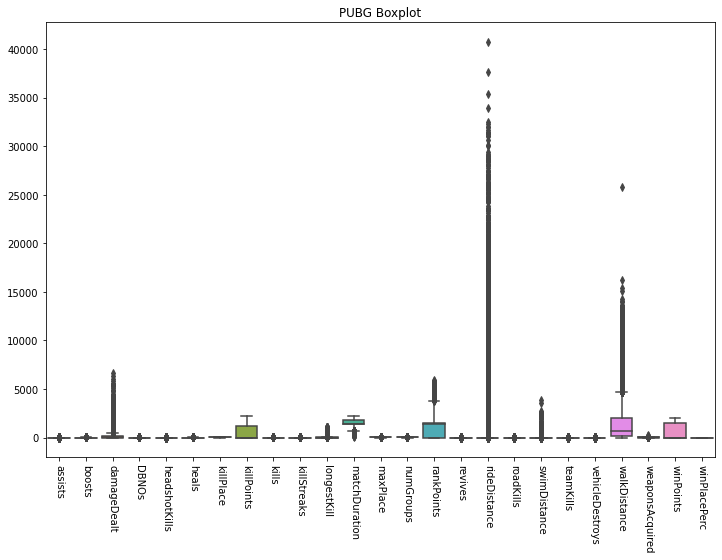 PUBG Boxplot
40000
35000
30000
25000
20000
15000
10000
5000
0
assists
boosts
damageDealt
DBNOs
headshotKills
heals
killPlace
killPoints
kills
killStreaks
longestKill
matchDuration
maxPlace
numGroups
rankPoints
revives
rideDistance
roadKills
swimDistance
teamKills
vehicleDestroys
walkDistance
weaponsAcquired
winPoints
winPlacePerc